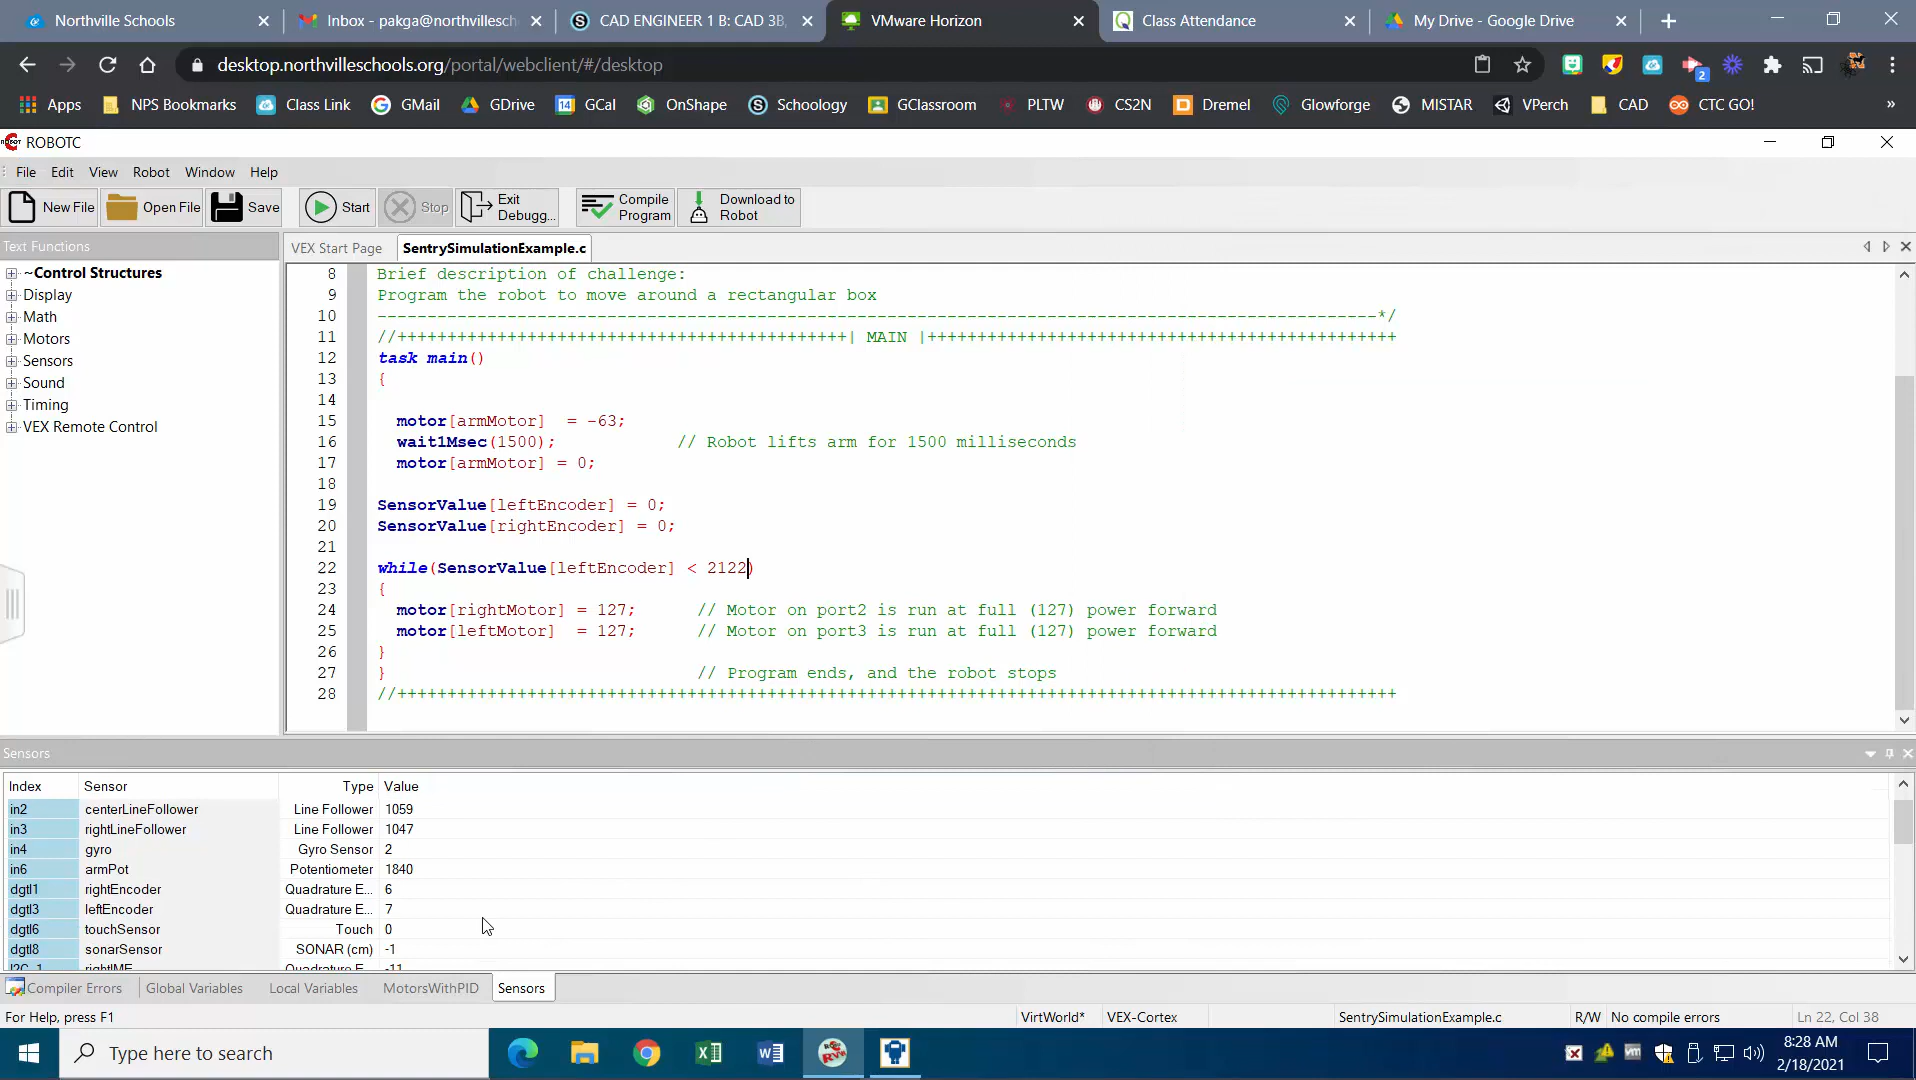 Northville Schools
Inbox - pakga@northvillesch
CAD ENGINEER 1 B: CAD 3B,
VMware Horizon
Class Attendance
My Drive - Google Drive
desktop.northvilleschools.org/portal/webclient/#/desktop
2
Apps
NPS Bookmarks
Class Link
GMail
GDrive
14
GCal
OnShape
Schoology
GClassroom
PLTW
CS2N
Dremel
Glowforge
MISTAR
VPerch
CAD
CTC GO!
»
ROBOTC
File Edit View Robot Window Help
New File
Open File
Save
Start
Stop
Exit
Debugg...
Compile
Program
Download to
Robot
Text Functions
VEX Start Page
SentrySimulationExample.c
~Control Structures
Display
Math
Motors
Sensors
Sound
Timing
VEX Remote Control
8 Brief description of challenge:
9 Program the robot to move around a rectangular box
10 ----------------------------------------------------------------------------------------------------*/
11 //+++++++++++++++++++++++++++++++++++++++++++++| MAIN |+++++++++++++++++++++++++++++++++++++++++++++++
12 task main()
13 {
14
15 motor[armMotor] = -63;
16 wait1Msec(1500); // Robot lifts arm for 1500 milliseconds
17 motor[armMotor] = 0;
18
19 SensorValue[leftEncoder] = 0;
20 SensorValue[rightEncoder] = 0;
21
22 while(SensorValue[leftEncoder] < 2122)
23 {
24 motor[rightMotor] = 127; // Motor on port2 is run at full (127) power forward
25 motor[leftMotor] = 127; // Motor on port3 is run at full (127) power forward
26 }
27 } // Program ends, and the robot stops
28 //++++++++++++++++++++++++++++++++++++++++++++++++++++++++++++++++++++++++++++++++++++++++++++++++++++
Sensors
Index Sensor Type Value
in2 centerLineFollower Line Follower 1059
in3 rightLineFollower Line Follower 1047
in4 gyro Gyro Sensor 2
in6 armPot Potentiometer 1840
dgtl1 rightEncoder Quadrature E... 6
dgtl3 leftEncoder Quadrature E... 7
dgtl6 touchSensor Touch 0
dgtl8 sonarSensor SONAR (cm) -1
I2C_1 rightIME Quadrature E... -11
Compiler Errors
Global Variables
Local Variables
MotorsWithPID
Sensors
For Help, press F1
VirtWorld*
VEX-Cortex
SentrySimulationExample.c
R/W
No compile errors
Ln 22, Col 38
Type here to search
8:28 AM
2/18/2021